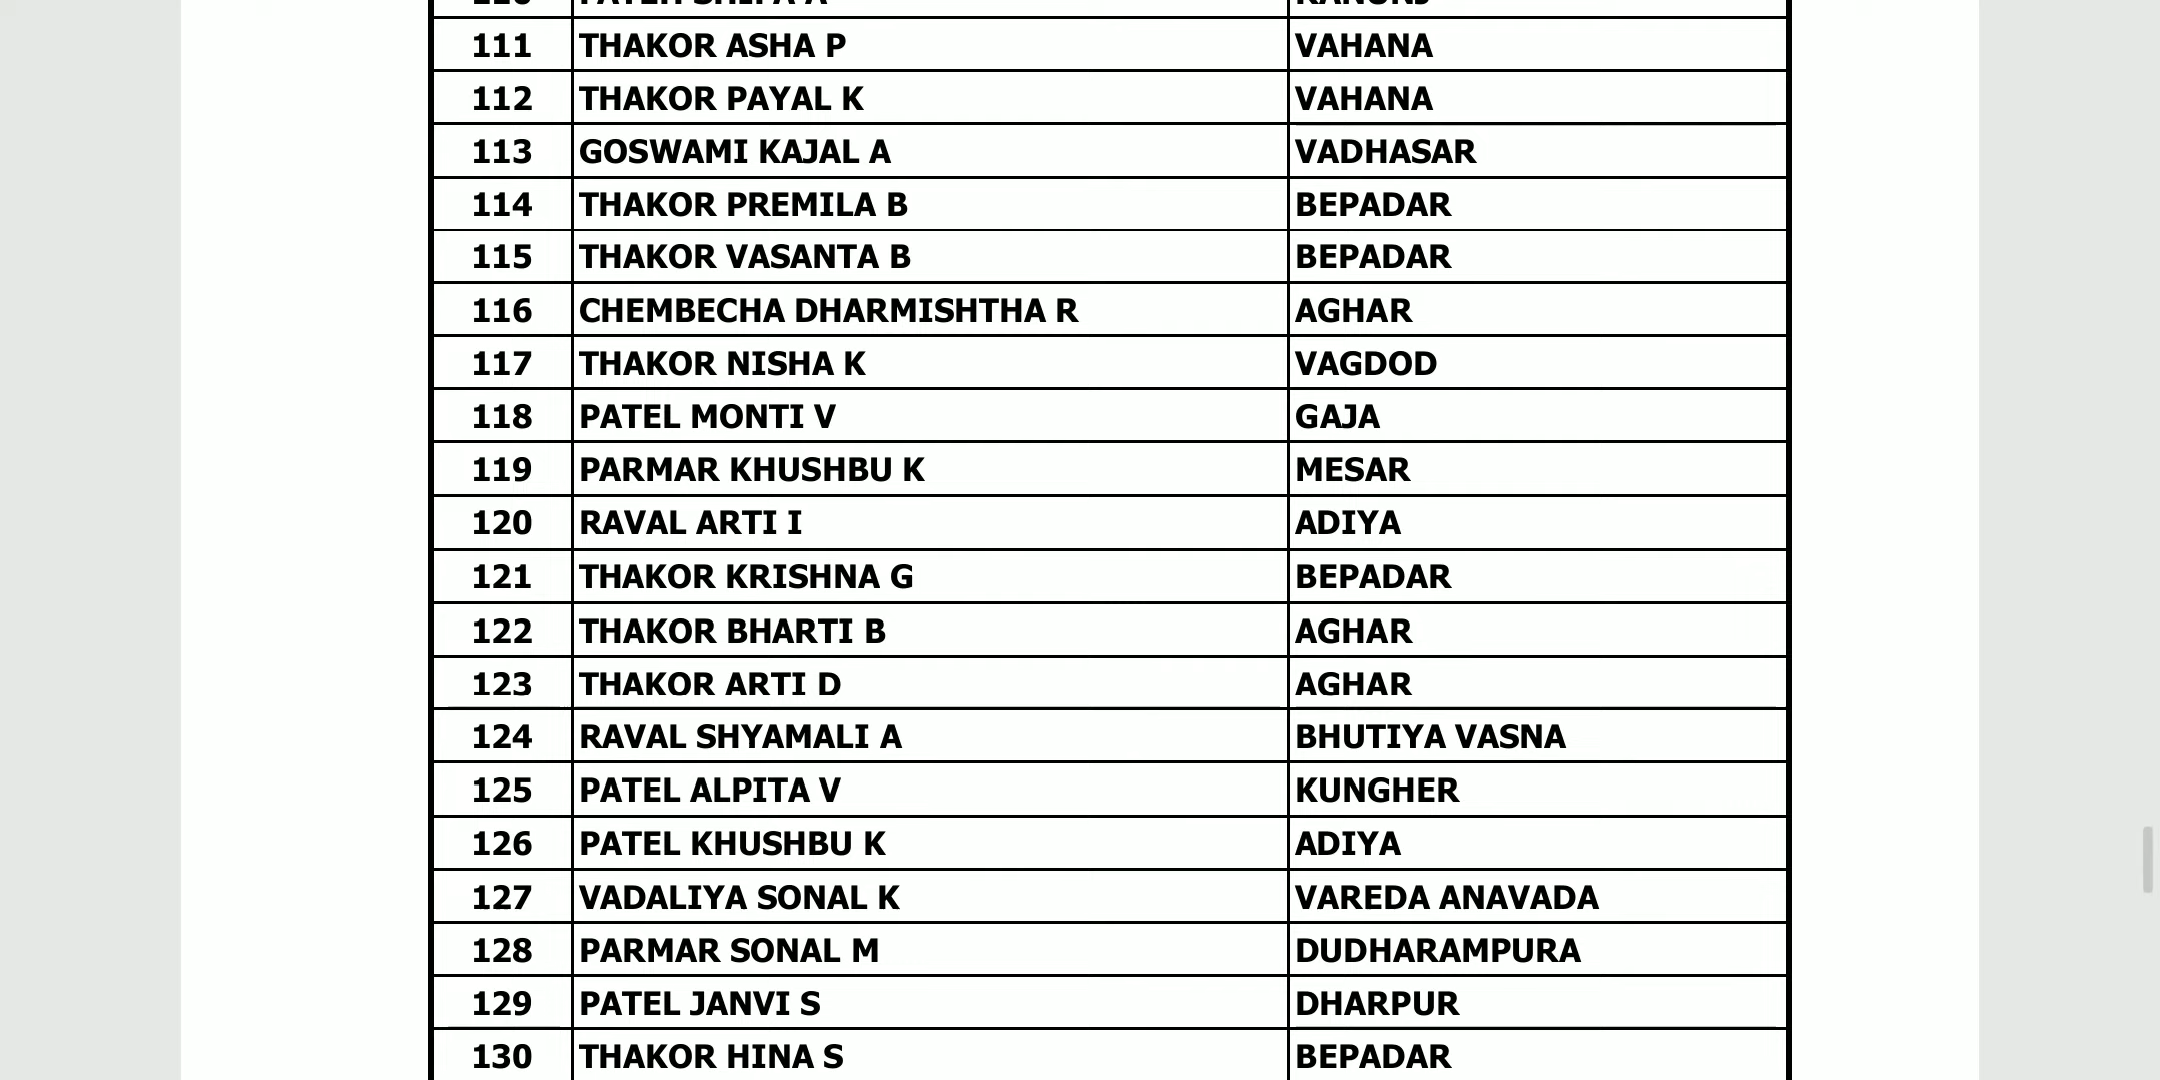 111 THAKOR ASHA P VAHANA
112 THAKOR PAYAL K VAHANA
113 GOSWAMI KAJAL A VADHASAR
114 THAKOR PREMILA B BEPADAR
115 THAKOR VASANTA B BEPADAR
116 CHEMBECHA DHARMISHTHA R AGHAR
117 THAKOR NISHA K VAGDOD
118 PATEL MONTI V GAJA
119 PARMAR KHUSHBU K MESAR
120 RAVAL ARTI I ADIYA
121 THAKOR KRISHNA G BEPADAR
122 THAKOR BHARTI B AGHAR
123 THAKOR ARTI D AGHAR
124 RAVAL SHYAMALI A BHUTIYA VASNA
125 PATEL ALPITA V KUNGHER
126 PATEL KHUSHBU K ADIYA
127 VADALIYA SONAL K VAREDA ANAVADA
128 PARMAR SONAL M DUDHARAMPURA
129 PATEL JANVI S DHARPUR
130 THAKOR HINA S BEPADAR